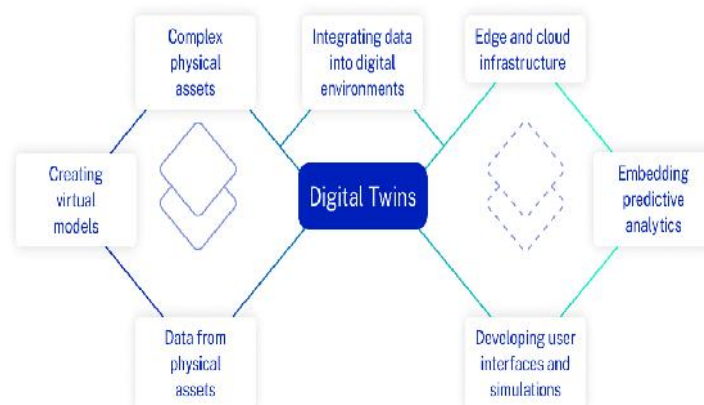 Complex
physical
assets
Integrating data
into digital
environments
Edge and cloud
infrastructure
Creating
virtual
models
Digital Twins
Embedding
predictive
analytics
Data from
physical
assets
Developing user
interfaces and
simulations